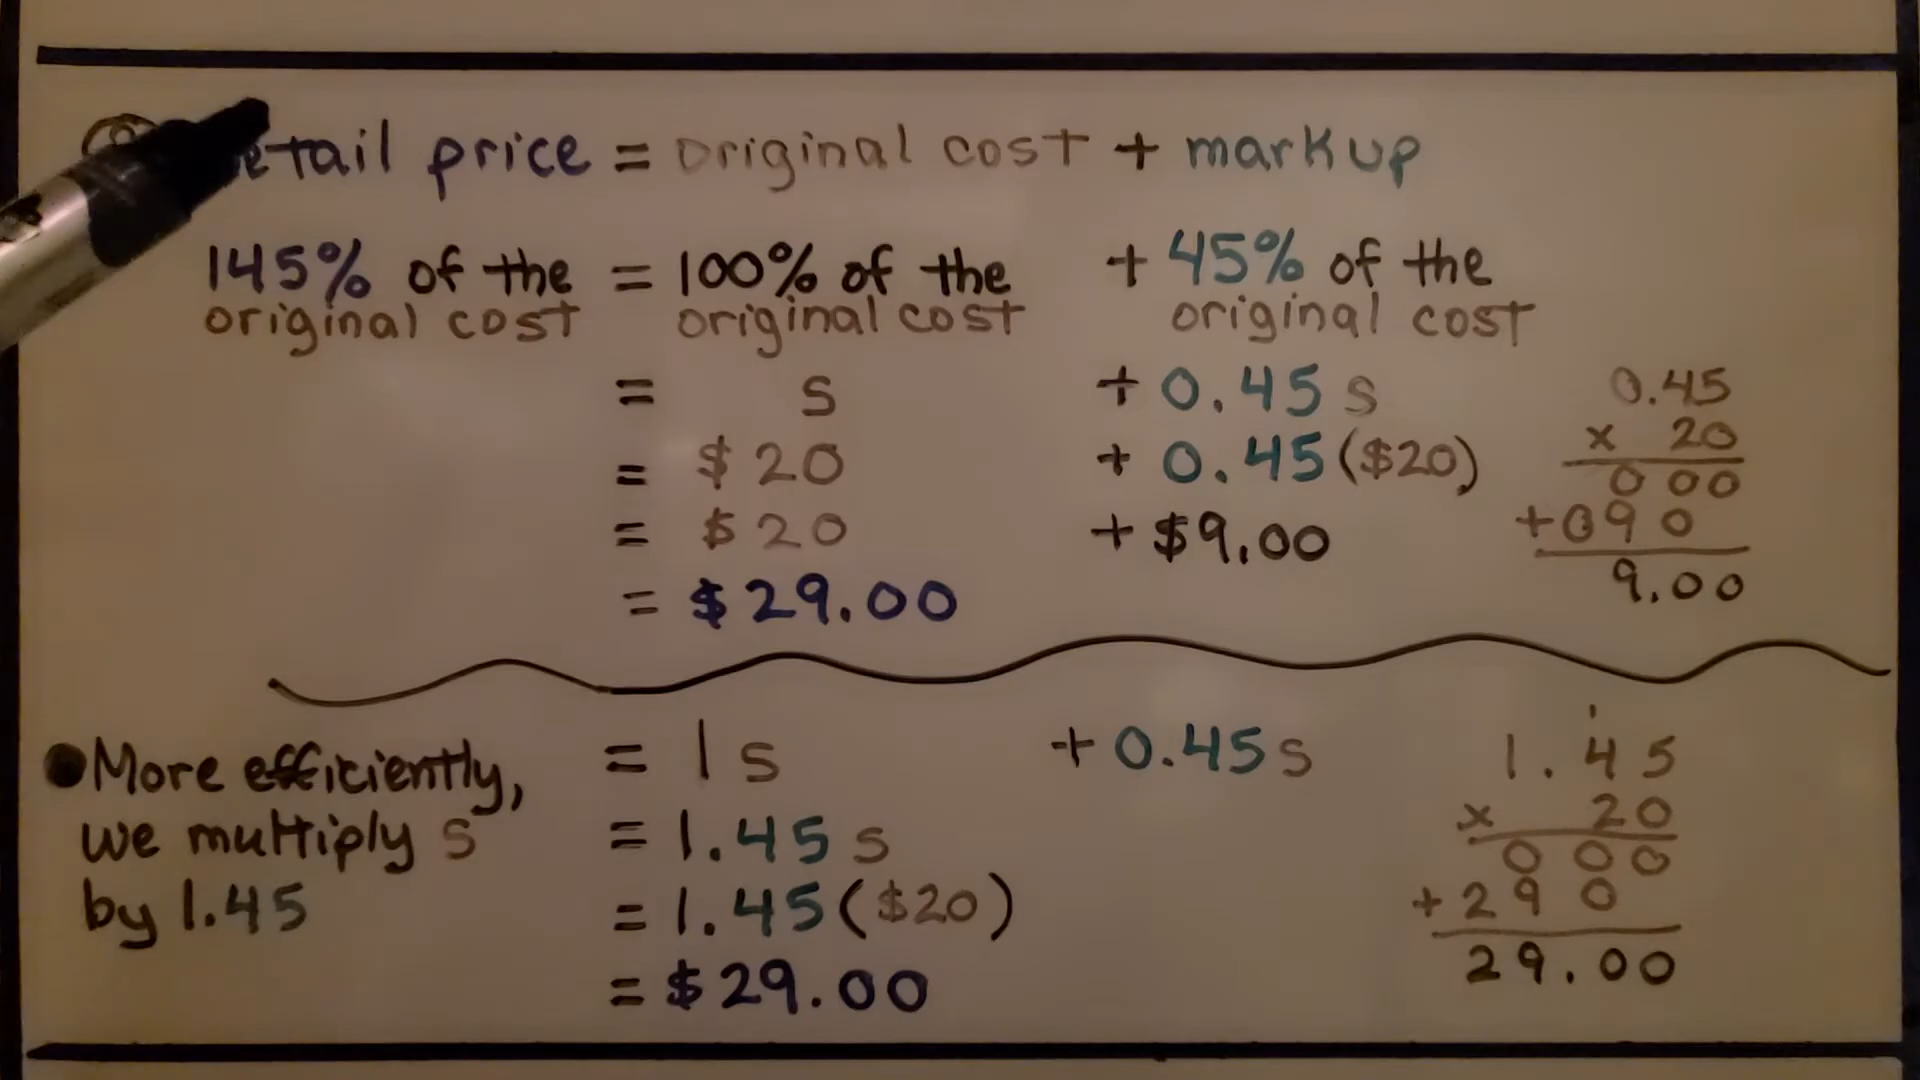 price = original cost + markup
145% of the = 100% of the + 45% of the
original cost original cost original cost
= s + 0.45 s
= $20 + 0.45 ($20)
= $20 + $9.00
= $29.00
0.45
x 20
000
+090
9.00
● More efficiently, = 1s + 0.45s
we multiply s = 1.45 s
by 1.45 = 1.45 ($20)
= $29.00
1
1.45
x 20
000
+290
29.00